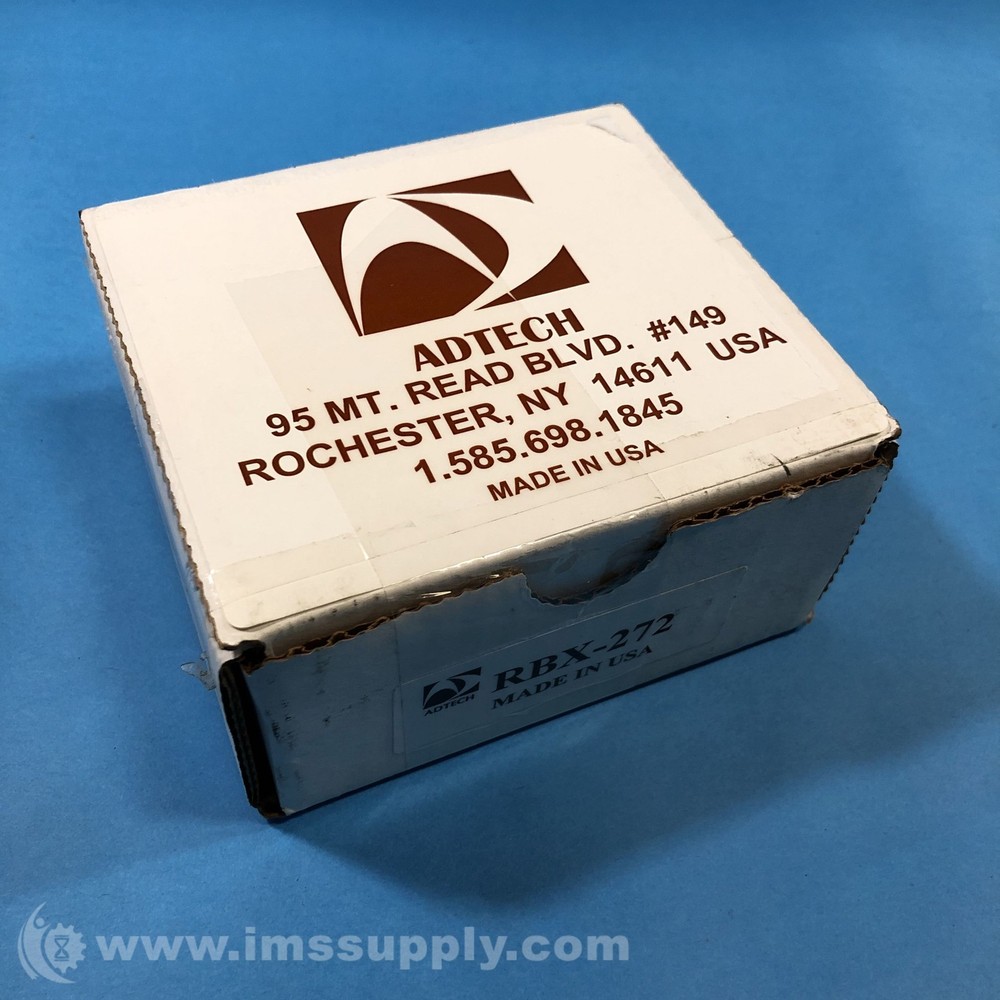 ADTECH
95 MT. READ BLVD. #149
ROCHESTER, NY 14611 USA
1.585.698.1845
MADE IN USA
ADTECH
RBX-272
MADE IN USA
www.imssupply.com